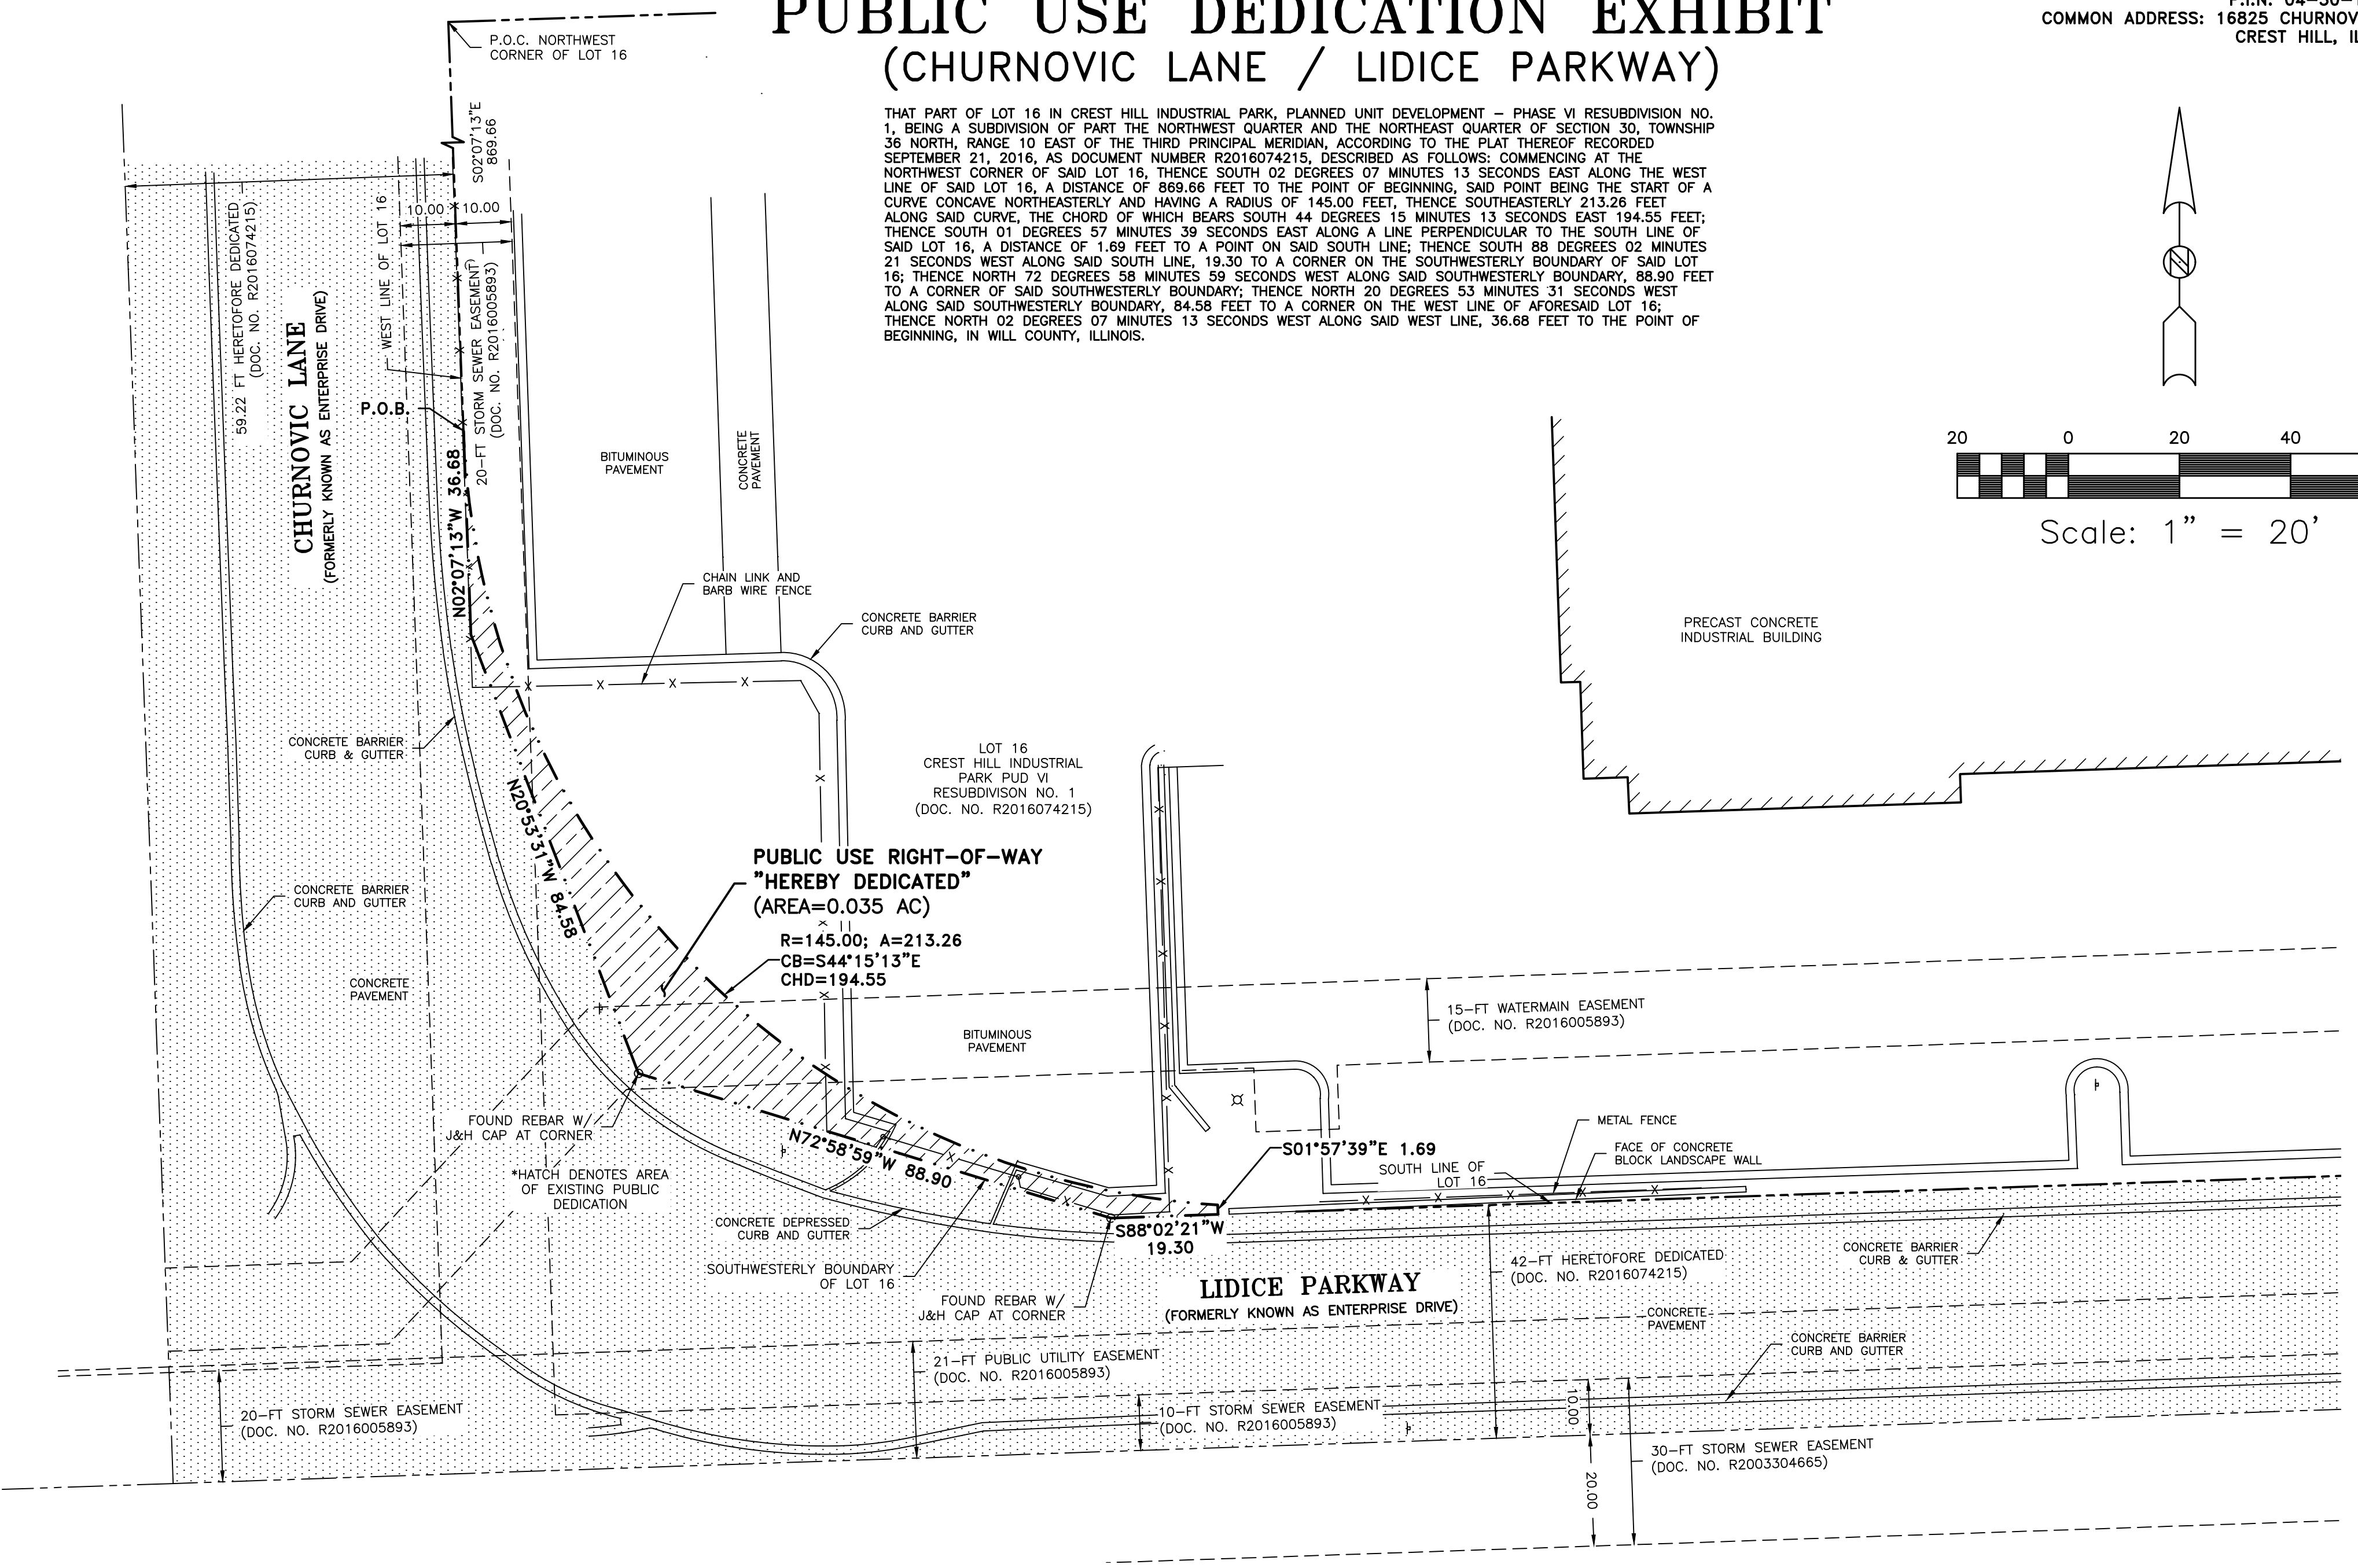 PUBLIC USE DEDICATION EXHIBIT
(CHURNOVIC LANE / LIDICE PARKWAY)
COMMON ADDRESS: 16825 CHURNOV
CREST HILL, IL
THAT PART OF LOT 16 IN CREST HILL INDUSTRIAL PARK, PLANNED UNIT DEVELOPMENT – PHASE VI RESUBDIVISION NO.
1, BEING A SUBDIVISION OF PART THE NORTHWEST QUARTER AND THE NORTHEAST QUARTER OF SECTION 30, TOWNSHIP
36 NORTH, RANGE 10 EAST OF THE THIRD PRINCIPAL MERIDIAN, ACCORDING TO THE PLAT THEREOF RECORDED
SEPTEMBER 21, 2016, AS DOCUMENT NUMBER R2016074215, DESCRIBED AS FOLLOWS: COMMENCING AT THE
NORTHWEST CORNER OF SAID LOT 16, THENCE SOUTH 02 DEGREES 07 MINUTES 13 SECONDS EAST ALONG THE WEST
LINE OF SAID LOT 16, A DISTANCE OF 869.66 FEET TO THE POINT OF BEGINNING, SAID POINT BEING THE START OF A
CURVE CONCAVE NORTHEASTERLY AND HAVING A RADIUS OF 145.00 FEET, THENCE SOUTHEASTERLY 213.26 FEET
ALONG SAID CURVE, THE CHORD OF WHICH BEARS SOUTH 44 DEGREES 15 MINUTES 13 SECONDS EAST 194.55 FEET;
THENCE SOUTH 01 DEGREES 57 MINUTES 39 SECONDS EAST ALONG A LINE PERPENDICULAR TO THE SOUTH LINE OF
SAID LOT 16, A DISTANCE OF 1.69 FEET TO A POINT ON SAID SOUTH LINE; THENCE SOUTH 88 DEGREES 02 MINUTES
21 SECONDS WEST ALONG SAID SOUTH LINE, 19.30 TO A CORNER ON THE SOUTHWESTERLY BOUNDARY OF SAID LOT
16; THENCE NORTH 72 DEGREES 58 MINUTES 59 SECONDS WEST ALONG SAID SOUTHWESTERLY BOUNDARY, 88.90 FEET
TO A CORNER OF SAID SOUTHWESTERLY BOUNDARY; THENCE NORTH 20 DEGREES 53 MINUTES 31 SECONDS WEST
ALONG SAID SOUTHWESTERLY BOUNDARY, 84.58 FEET TO A CORNER ON THE WEST LINE OF AFORESAID LOT 16;
THENCE NORTH 02 DEGREES 07 MINUTES 13 SECONDS WEST ALONG SAID WEST LINE, 36.68 FEET TO THE POINT OF
BEGINNING, IN WILL COUNTY, ILLINOIS.
P.O.C. NORTHWEST
CORNER OF LOT 16
S02°07'13"E
869.66
10.00
10.00
59.22 FT HERETOFORE DEDICATED
(DOC. NO. R2016074215)
CHURNOVIC LANE
(FORMERLY KNOWN AS ENTERPRISE DRIVE)
WEST LINE OF LOT 16
20-FT STORM SEWER EASEMENT)
(DOC. NO. R2016005893)
P.O.B.
N02°07'13"W 36.68
BITUMINOUS
PAVEMENT
CONCRETE
PAVEMENT
N
20
0
20
40
Scale: 1" = 20'
CHAIN LINK AND
BARB WIRE FENCE
CONCRETE BARRIER
CURB AND GUTTER
PRECAST CONCRETE
INDUSTRIAL BUILDING
CONCRETE BARRIER
CURB & GUTTER
LOT 16
CREST HILL INDUSTRIAL
PARK PUD VI
RESUBDIVISON NO. 1
(DOC. NO. R2016074215)
N20°53'31"W 84.58
PUBLIC USE RIGHT-OF-WAY
"HEREBY DEDICATED"
(AREA=0.035 AC)
R=145.00; A=213.26
CB=S44°15'13"E
CHD=194.55
CONCRETE BARRIER
CURB AND GUTTER
CONCRETE
PAVEMENT
BITUMINOUS
PAVEMENT
15-FT WATERMAIN EASEMENT
(DOC. NO. R2016005893)
FOUND REBAR W/
J&H CAP AT CORNER
*HATCH DENOTES AREA
OF EXISTING PUBLIC
DEDICATION
N72°58'59"W 88.90
S01°57'39"E 1.69
SOUTH LINE OF
LOT 16
METAL FENCE
FACE OF CONCRETE
BLOCK LANDSCAPE WALL
CONCRETE DEPRESSED
CURB AND GUTTER
SOUTHWESTERLY BOUNDARY
OF LOT 16
FOUND REBAR W/
J&H CAP AT CORNER
S88°02'21"W
19.30
LIDICE PARKWAY
(FORMERLY KNOWN AS ENTERPRISE DRIVE)
42-FT HERETOFORE DEDICATED
(DOC. NO. R2016074215)
CONCRETE BARRIER
CURB & GUTTER
CONCRETE
PAVEMENT
CONCRETE BARRIER
CURB AND GUTTER
21-FT PUBLIC UTILITY EASEMENT
(DOC. NO. R2016005893)
20-FT STORM SEWER EASEMENT
(DOC. NO. R2016005893)
10-FT STORM SEWER EASEMENT
(DOC. NO. R2016005893)
10.00
20.00
30-FT STORM SEWER EASEMENT
(DOC. NO. R2003304665)